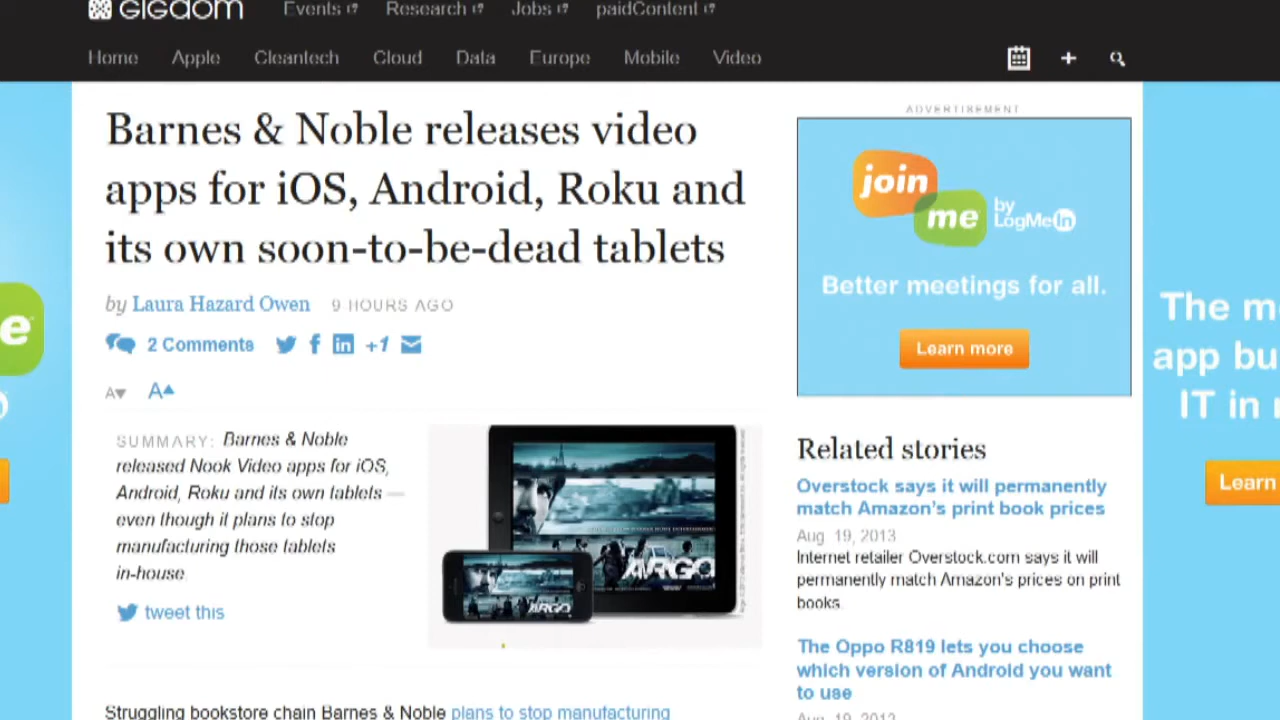 GIGAOM
Events
Research
Jobs
paidContent
Home
Apple
Cleantech
Cloud
Data
Europe
Mobile
Video
Barnes & Noble releases video
apps for iOS, Android, Roku and
its own soon-to-be-dead tablets
by Laura Hazard Owen 9 HOURS AGO
2 Comments
+1
A▾ A▴
SUMMARY: Barnes & Noble
released Nook Video apps for iOS,
Android, Roku and its own tablets —
even though it plans to stop
manufacturing those tablets
in-house
tweet this
ARGO
ARGO
Struggling bookstore chain Barnes & Noble plans to stop manufacturing
ADVERTISEMENT
join
me by
LogMeIn
Better meetings for all.
Learn more
Related stories
Overstock says it will permanently
match Amazon's print book prices
Aug 19, 2013
Internet retailer Overstock.com says it will
permanently match Amazon's prices on print
books.
The Oppo R819 lets you choose
which version of Android you want
to use
Aug 19, 2013
e
The m
app bu
IT in
Learn